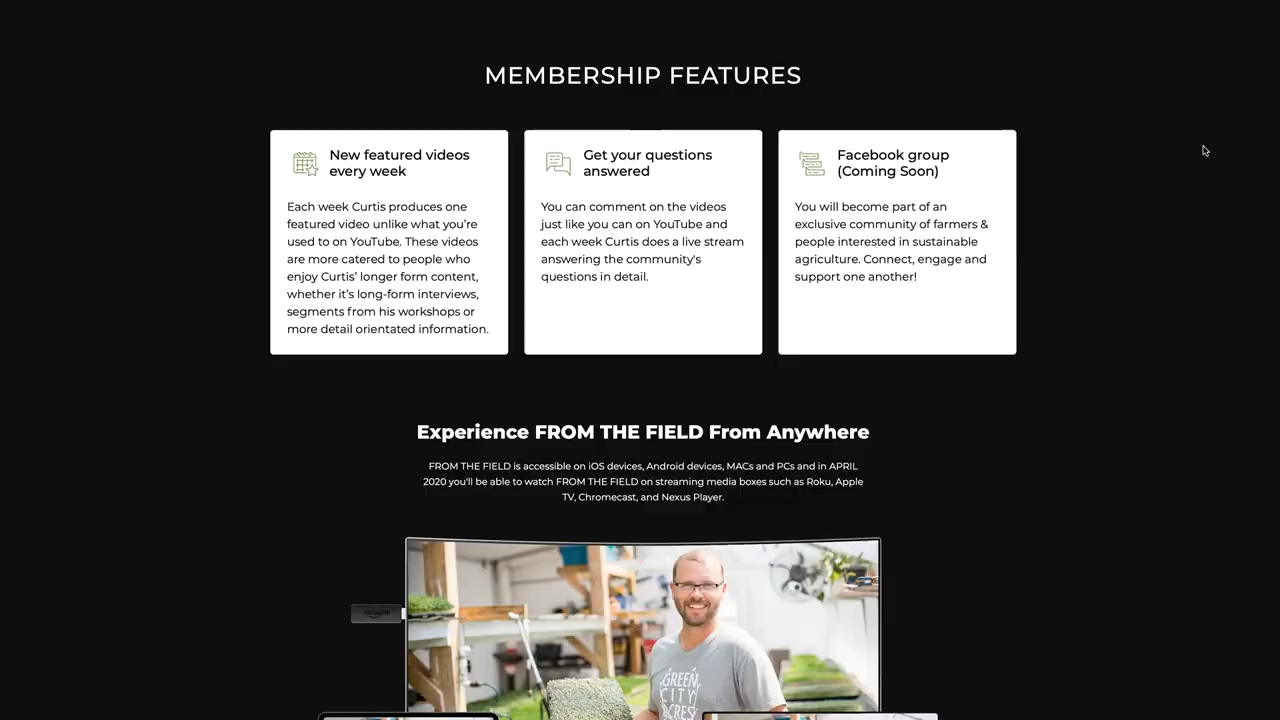 MEMBERSHIP FEATURES
New featured videos
every week
Each week Curtis produces one
featured video unlike what you’re
used to on YouTube. These videos
are more catered to people who
enjoy Curtis’ longer form content,
whether it’s long-form interviews,
segments from his workshops or
more detail orientated information.
Get your questions
answered
You can comment on the videos
just like you can on YouTube and
each week Curtis does a live stream
answering the community's
questions in detail.
Facebook group
(Coming Soon)
You will become part of an
exclusive community of farmers &
people interested in sustainable
agriculture. Connect, engage and
support one another!
Experience FROM THE FIELD From Anywhere
FROM THE FIELD is accessible on iOS devices, Android devices, MACs and PCs and in APRIL
2020 you'll be able to watch FROM THE FIELD on streaming media boxes such as Roku, Apple
TV, Chromecast, and Nexus Player.
amazon
GREEN
CITY
ACRES